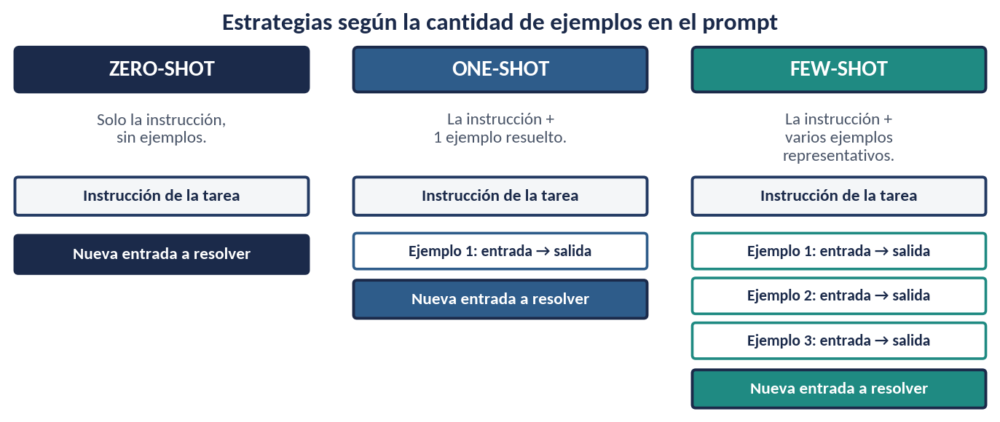 Estrategias según la cantidad de ejemplos en el prompt
ZERO-SHOT
Solo la instrucción,
sin ejemplos.
Instrucción de la tarea
Nueva entrada a resolver
ONE-SHOT
La instrucción +
1 ejemplo resuelto.
Instrucción de la tarea
Ejemplo 1: entrada → salida
Nueva entrada a resolver
FEW-SHOT
La instrucción +
varios ejemplos
representativos.
Instrucción de la tarea
Ejemplo 1: entrada → salida
Ejemplo 2: entrada → salida
Ejemplo 3: entrada → salida
Nueva entrada a resolver